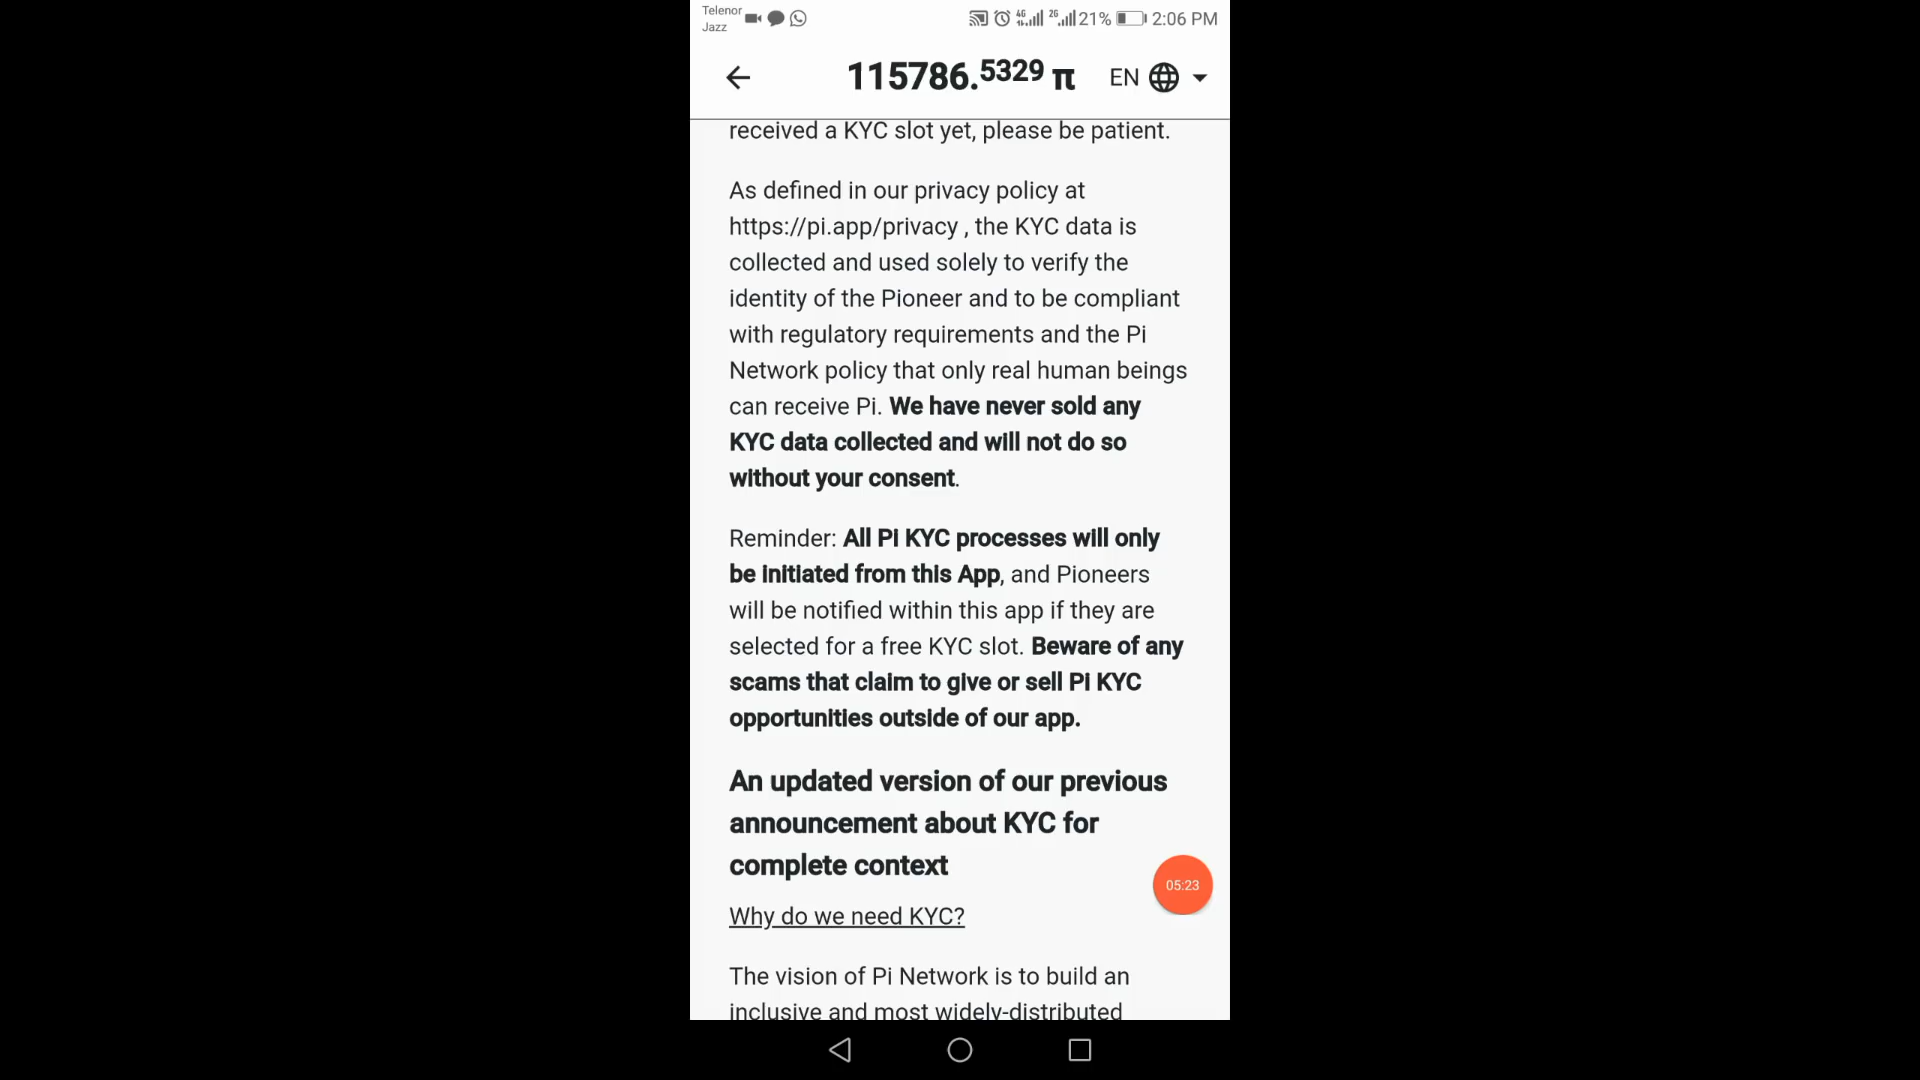 Telenor
Jazz
4G
2G
21%
2:06 PM
115786.5329 π
EN
received a KYC slot yet, please be patient.
As defined in our privacy policy at
https://pi.app/privacy , the KYC data is
collected and used solely to verify the
identity of the Pioneer and to be compliant
with regulatory requirements and the Pi
Network policy that only real human beings
can receive Pi. We have never sold any
KYC data collected and will not do so
without your consent.
Reminder: All Pi KYC processes will only
be initiated from this App, and Pioneers
will be notified within this app if they are
selected for a free KYC slot. Beware of any
scams that claim to give or sell Pi KYC
opportunities outside of our app.
An updated version of our previous
announcement about KYC for
complete context
05:23
Why do we need KYC?
The vision of Pi Network is to build an
inclusive and most widely-distributed